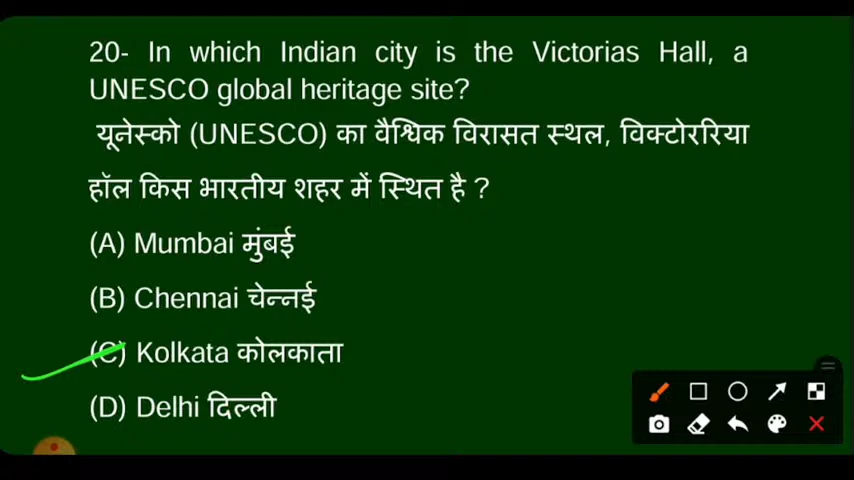 20- In which Indian city is the Victorias Hall, a
UNESCO global heritage site?
यूनेस्को (UNESCO) का वैश्विक विरासत स्थल, विक्टोररिया
हॉल किस भारतीय शहर में स्थित है ?
(A) Mumbai मुंबई
(B) Chennai चेन्नई
(C) Kolkata कोलकाता
(D) Delhi दिल्ली